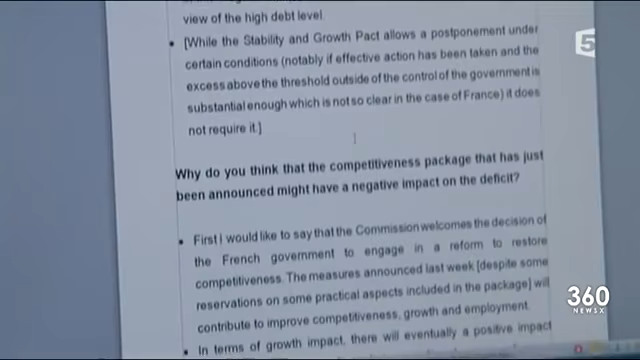 view of the high debt level.
[While the Stability and Growth Pact allows a postponement under
certain conditions (notably if effective action has been taken and the
excess above the threshold outside of the control of the government is
substantial enough which is not so clear in the case of France) it does
not require it.]
Why do you think that the competitiveness package that has just
been announced might have a negative impact on the deficit?
First I would like to say that the Commission welcomes the decision of
the French government to engage in a reform to restore
competitiveness. The measures announced last week [despite some
reservations on some practical aspects included in the package] will
contribute to improve competitiveness, growth and employment.
In terms of growth impact, there will eventually a positive impact
5
360
NEWSX